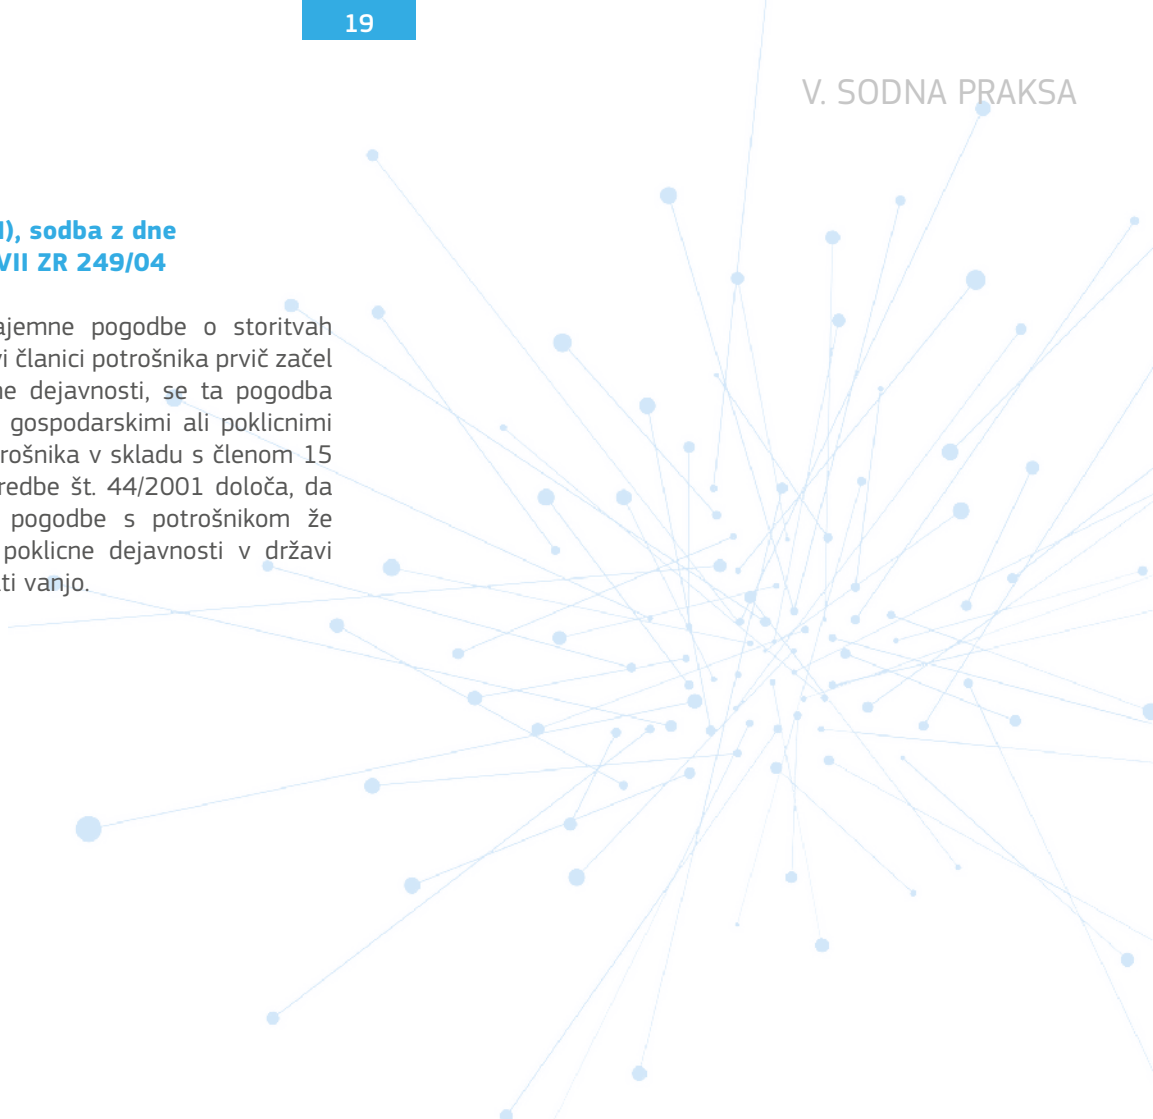 19
V. SODNA PRAKSA
), sodba z dne
VII ZR 249/04
ajemne pogodbe o storitvah
vi članici potrošnika prvič začel
ne dejavnosti, se ta pogodba
gospodarskimi ali poklicnimi
rošnika v skladu s členom 15
redbe št. 44/2001 določa, da
pogodbe s potrošnikom že
poklicne dejavnosti v državi
ti vanjo.